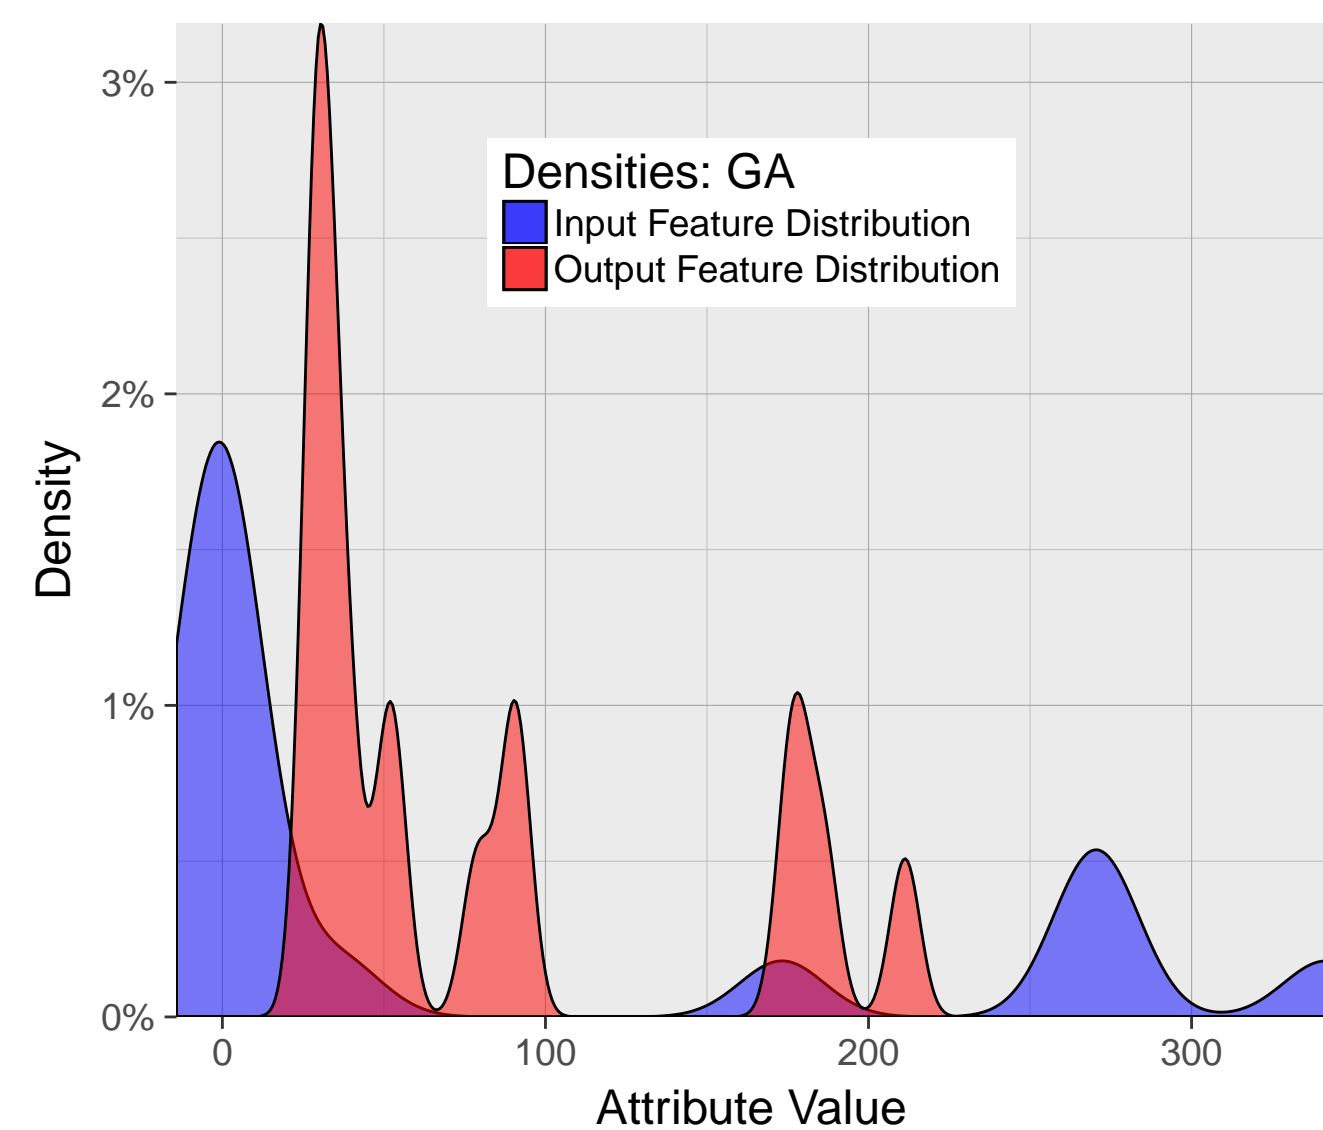 3%
2%
1%
0%
Density
Densities: GA
Input Feature Distribution
Output Feature Distribution
0
100
200
300
Attribute Value